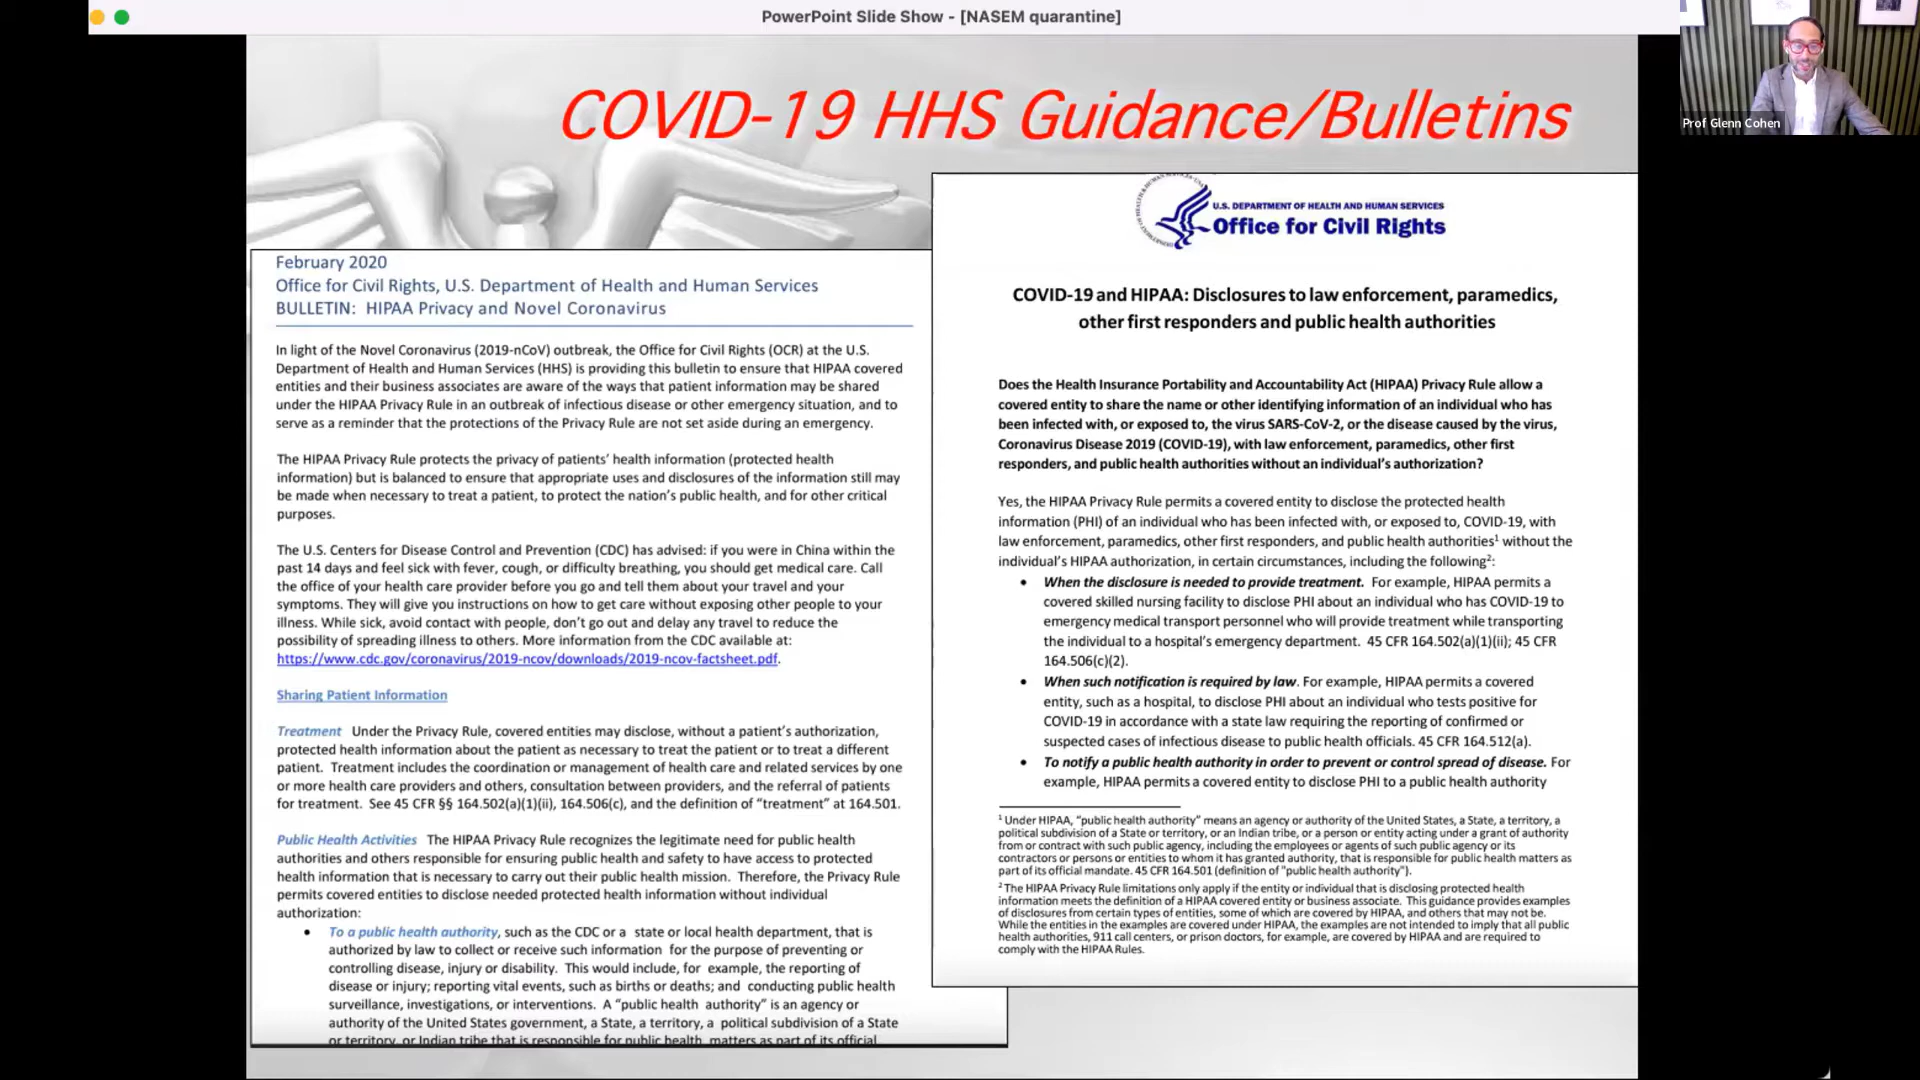 PowerPoint Slide Show - [NASEM quarantine]
Prof Glenn Cohen
COVID-19 HHS Guidance/Bulletins
February 2020
Office for Civil Rights, U.S. Department of Health and Human Services
BULLETIN: HIPAA Privacy and Novel Coronavirus
In light of the Novel Coronavirus (2019-nCoV) outbreak, the Office for Civil Rights (OCR) at the U.S.
Department of Health and Human Services (HHS) is providing this bulletin to ensure that HIPAA covered
entities and their business associates are aware of the ways that patient information may be shared
under the HIPAA Privacy Rule in an outbreak of infectious disease or other emergency situation, and to
serve as a reminder that the protections of the Privacy Rule are not set aside during an emergency.
The HIPAA Privacy Rule protects the privacy of patients' health information (protected health
information) but is balanced to ensure that appropriate uses and disclosures of the information still may
be made when necessary to treat a patient, to protect the nation's public health, and for other critical
purposes.
The U.S. Centers for Disease Control and Prevention (CDC) has advised: if you were in China within the
past 14 days and feel sick with fever, cough, or difficulty breathing, you should get medical care. Call
the office of your health care provider before you go and tell them about your travel and your
symptoms. They will give you instructions on how to get care without exposing other people to your
illness. While sick, avoid contact with people, don't go out and delay any travel to reduce the
possibility of spreading illness to others. More information from the CDC available at:
https://www.cdc.gov/coronavirus/2019-ncov/downloads/2019-ncov-factsheet.pdf.
Sharing Patient Information
Treatment Under the Privacy Rule, covered entities may disclose, without a patient's authorization,
protected health information about the patient as necessary to treat the patient or to treat a different
patient. Treatment includes the coordination or management of health care and related services by one
or more health care providers and others, consultation between providers, and the referral of patients
for treatment. See 45 CFR §§ 164.502(a)(1)(ii), 164.506(c), and the definition of "treatment" at 164.501.
Public Health Activities The HIPAA Privacy Rule recognizes the legitimate need for public health
authorities and others responsible for ensuring public health and safety to have access to protected
health information that is necessary to carry out their public health mission. Therefore, the Privacy Rule
permits covered entities to disclose needed protected health information without individual
authorization:
• To a public health authority, such as the CDC or a state or local health department, that is
authorized by law to collect or receive such information for the purpose of preventing or
controlling disease, injury or disability. This would include, for example, the reporting of
disease or injury; reporting vital events, such as births or deaths; and conducting public health
surveillance, investigations, or interventions. A "public health authority" is an agency or
authority of the United States government, a State, a territory, a political subdivision of a State
or territory, or Indian tribe that is responsible for public health matters as part of its official
U.S. DEPARTMENT OF HEALTH AND HUMAN SERVICES
Office for Civil Rights
COVID-19 and HIPAA: Disclosures to law enforcement, paramedics,
other first responders and public health authorities
Does the Health Insurance Portability and Accountability Act (HIPAA) Privacy Rule allow a
covered entity to share the name or other identifying information of an individual who has
been infected with, or exposed to, the virus SARS-CoV-2, or the disease caused by the virus,
Coronavirus Disease 2019 (COVID-19), with law enforcement, paramedics, other first
responders, and public health authorities without an individual's authorization?
Yes, the HIPAA Privacy Rule permits a covered entity to disclose the protected health
information (PHI) of an individual who has been infected with, or exposed to, COVID-19, with
law enforcement, paramedics, other first responders, and public health authorities¹ without the
individual's HIPAA authorization, in certain circumstances, including the following²:
• When the disclosure is needed to provide treatment. For example, HIPAA permits a
covered skilled nursing facility to disclose PHI about an individual who has COVID-19 to
emergency medical transport personnel who will provide treatment while transporting
the individual to a hospital's emergency department. 45 CFR 164.502(a)(1)(ii); 45 CFR
164.506(c)(2).
• When such notification is required by law. For example, HIPAA permits a covered
entity, such as a hospital, to disclose PHI about an individual who tests positive for
COVID-19 in accordance with a state law requiring the reporting of confirmed or
suspected cases of infectious disease to public health officials. 45 CFR 164.512(a).
• To notify a public health authority in order to prevent or control spread of disease. For
example, HIPAA permits a covered entity to disclose PHI to a public health authority
¹ Under HIPAA, "public health authority" means an agency or authority of the United States, a State, a territory, a
political subdivision of a State or territory, or an Indian tribe, or a person or entity acting under a grant of authority
from or contract with such public agency, including the employees or agents of such public agency or its
contractors or persons or entities to whom it has granted authority, that is responsible for public health matters as
part of its official mandate. 45 CFR 164.501 (definition of "public health authority").
² The HIPAA Privacy Rule limitations only apply if the entity or individual that is disclosing protected health
information meets the definition of a HIPAA covered entity or business associate. This guidance provides examples
of disclosures from certain types of entities, some of which are covered by HIPAA, and others that may not be.
While the entities in the examples are covered under HIPAA, the examples are not intended to imply that all public
health authorities, 911 call centers, or prison doctors, for example, are covered by HIPAA and are required to
comply with the HIPAA Rules.